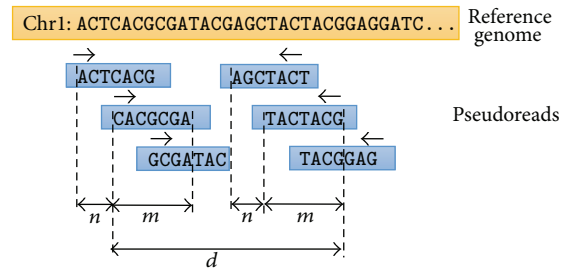 Chr1: ACTCACGCGATACGAGCTACTACGGAGGATC...
Reference
genome
ACTCACG
AGCTACT
CACGCGA
TACTACG
Pseudoreads
GCGATAC
TACGGAG
n
m
n
m
d